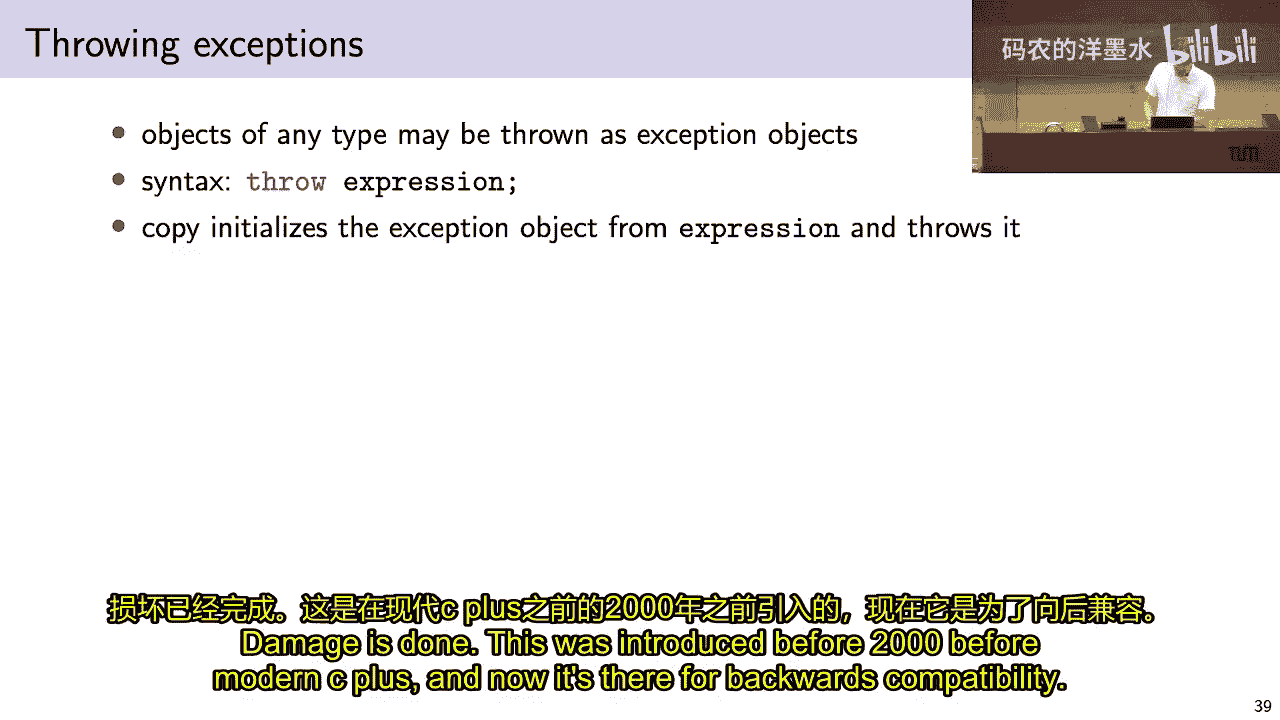 Throwing exceptions
码农的洋墨水 bilibili
TUM
• objects of any type may be thrown as exception objects
• syntax: throw expression;
• copy initializes the exception object from expression and throws it
损坏已经完成。这是在现代c plus之前的2000年之前引入的，现在它是为了向后兼容。
Damage is done. This was introduced before 2000 before
modern c plus, and now it's there for backwards compatibility.
39